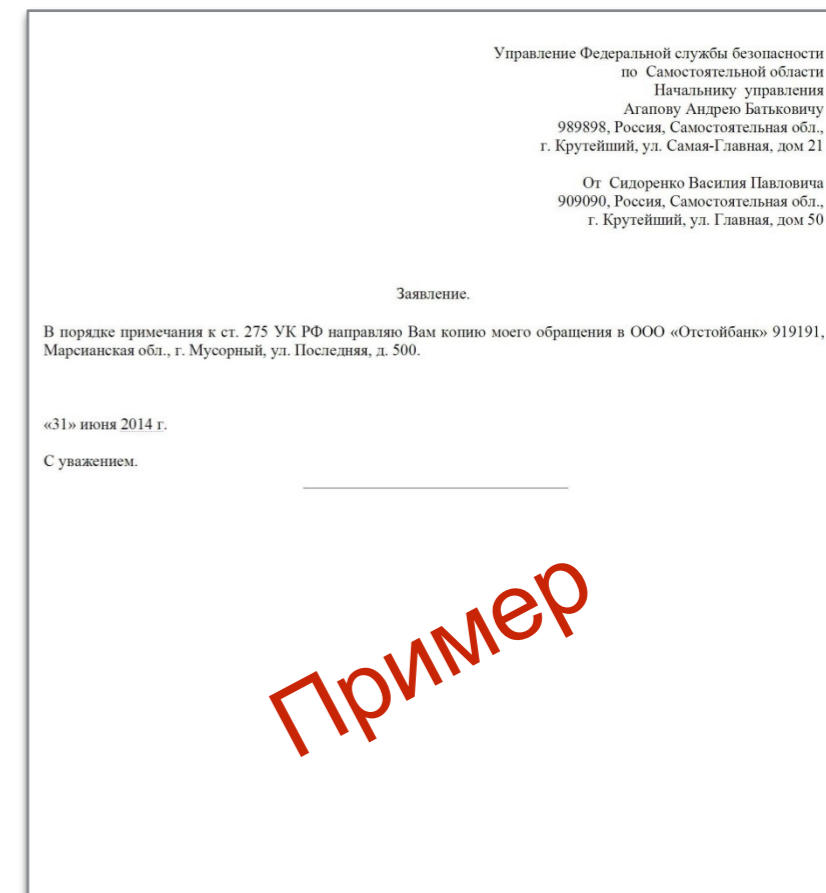 Управление Федеральной службы безопасности
по Самостоятельной области
Начальнику управления
Агапову Андрею Батьковичу
989898, Россия, Самостоятельная обл.,
г. Крутейший, ул. Самая-Главная, дом 21
От Сидоренко Василия Павловича
909090, Россия, Самостоятельная обл.,
г. Крутейший, ул. Главная, дом 50
Заявление.
В порядке примечания к ст. 275 УК РФ направляю Вам копию моего обращения в ООО «Отстойбанк» 919191,
Марсианская обл., г. Мусорный, ул. Последняя, д. 500.
«31» июня 2014 г.
С уважением.
Пример